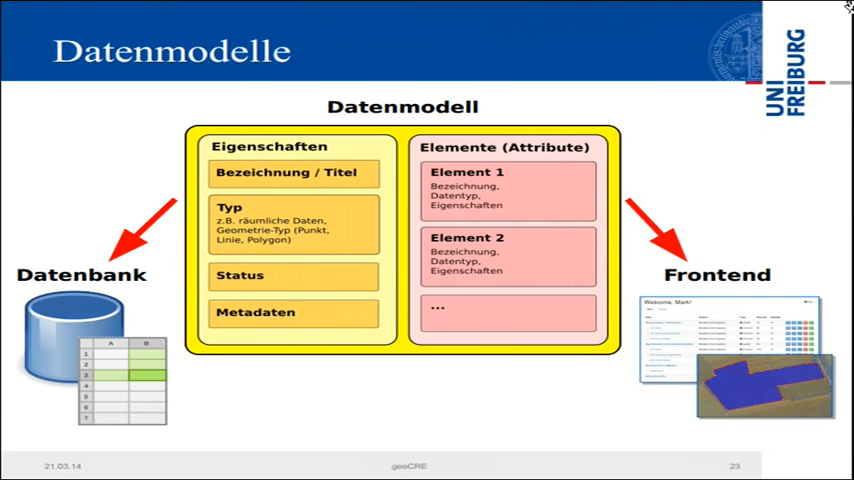 Datenmodelle
UNI
FREIBURG
Datenmodell
Eigenschaften
Bezeichnung / Titel
Typ
z.B. räumliche Daten,
Geometrie-Typ (Punkt,
Linie, Polygon)
Status
Metadaten
Elemente (Attribute)
Element 1
Bezeichnung,
Datentyp,
Eigenschaften
Element 2
Bezeichnung,
Datentyp,
Eigenschaften
...
Datenbank
A B
1
2
3
4
5
6
7
Frontend
Welcome, Mark!
21.03.14
geoCRE
23